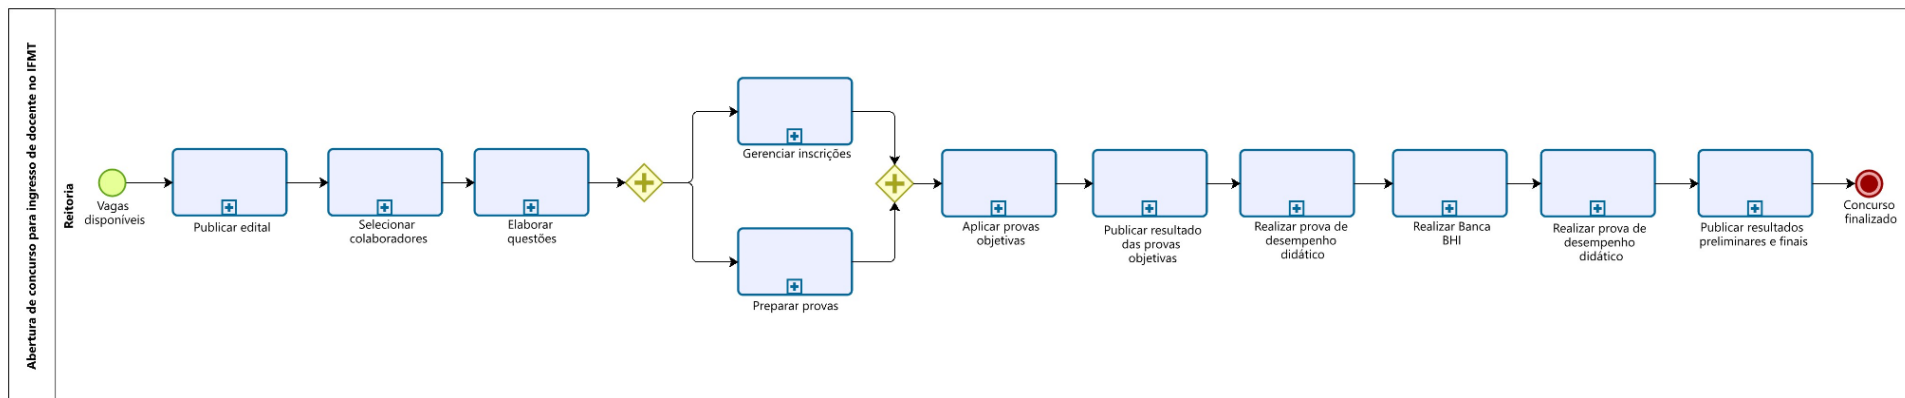 Abertura de concurso para ingresso de docente no IFMT
Reitoria
Vagas
disponíveis
Publicar edital
Selecionar
colaboradores
Elaborar
questões
Gerenciar inscrições
Preparar provas
Aplicar provas
objetivas
Publicar resultado
das provas
objetivas
Realizar prova de
desempenho
didático
Realizar Banca
BHI
Realizar prova de
desempenho
didático
Publicar resultados
preliminares e finais
Concurso
finalizado